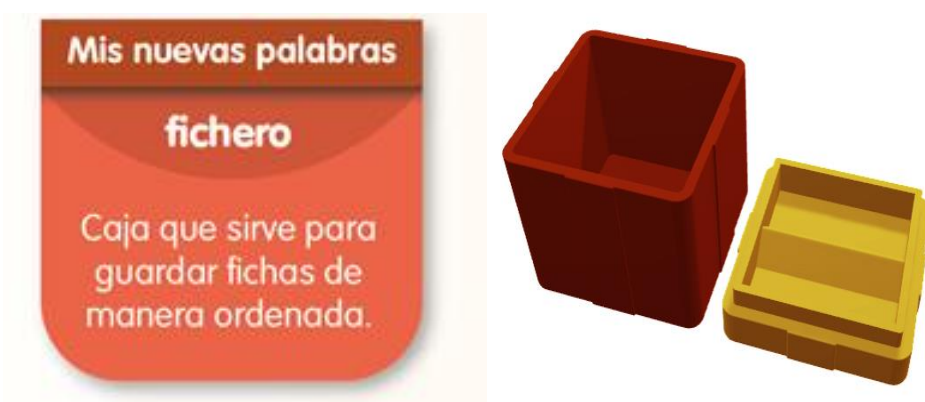 Mis nuevas palabras
fichero
Caja que sirve para
guardar fichas de
manera ordenada.